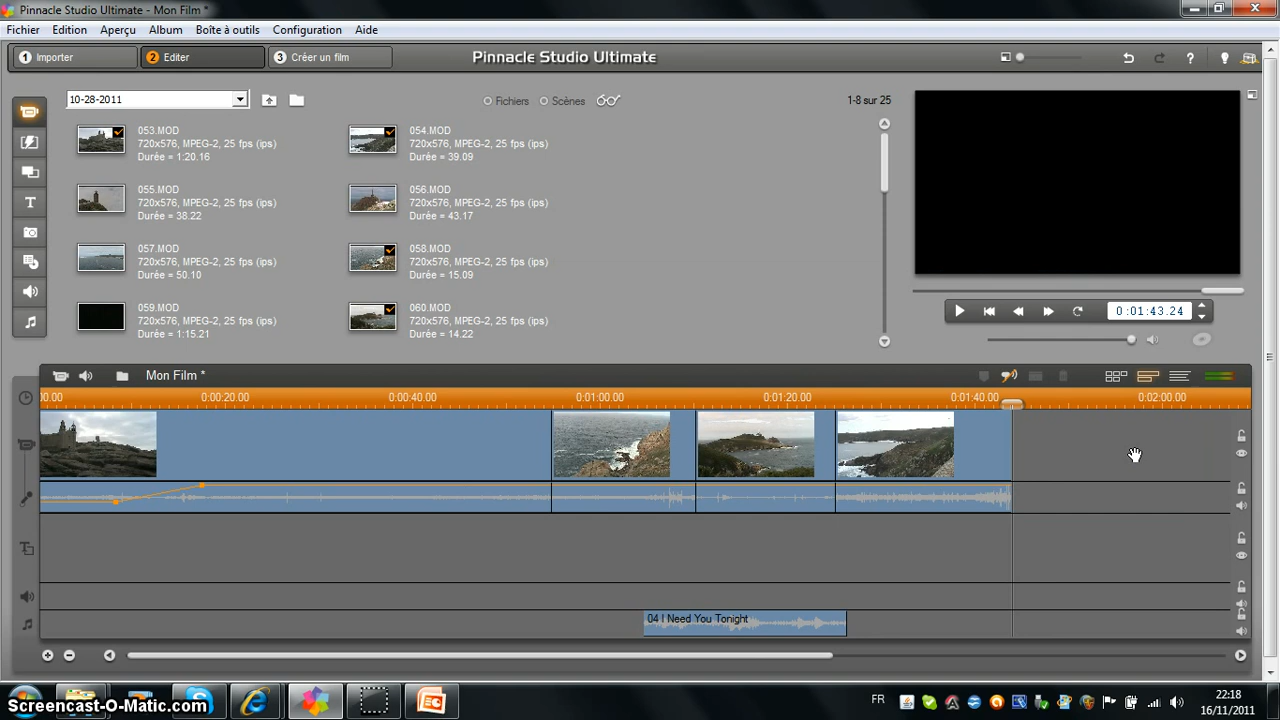 Pinnacle Studio Ultimate - Mon Film *
Fichier Edition Aperçu Album Boîte à outils Configuration Aide
1 Importer 2 Editer 3 Créer un film Pinnacle Studio Ultimate
10-28-2011 Fichiers Scènes 1-8 sur 25
053.MOD
720x576, MPEG-2, 25 fps (ips)
Durée = 1:20.16
054.MOD
720x576, MPEG-2, 25 fps (ips)
Durée = 39.09
055.MOD
720x576, MPEG-2, 25 fps (ips)
Durée = 38.22
056.MOD
720x576, MPEG-2, 25 fps (ips)
Durée = 43.17
057.MOD
720x576, MPEG-2, 25 fps (ips)
Durée = 50.10
058.MOD
720x576, MPEG-2, 25 fps (ips)
Durée = 15.09
059.MOD
720x576, MPEG-2, 25 fps (ips)
Durée = 1:15.21
060.MOD
720x576, MPEG-2, 25 fps (ips)
Durée = 14.22
0:01:43.24
Mon Film *
00.00 0:00:20.00 0:00:40.00 0:01:00.00 0:01:20.00 0:01:40.00 0:02:00.00
04 I Need You Tonight
FR
22:18
16/11/2011
Screencast-O-Matic.com